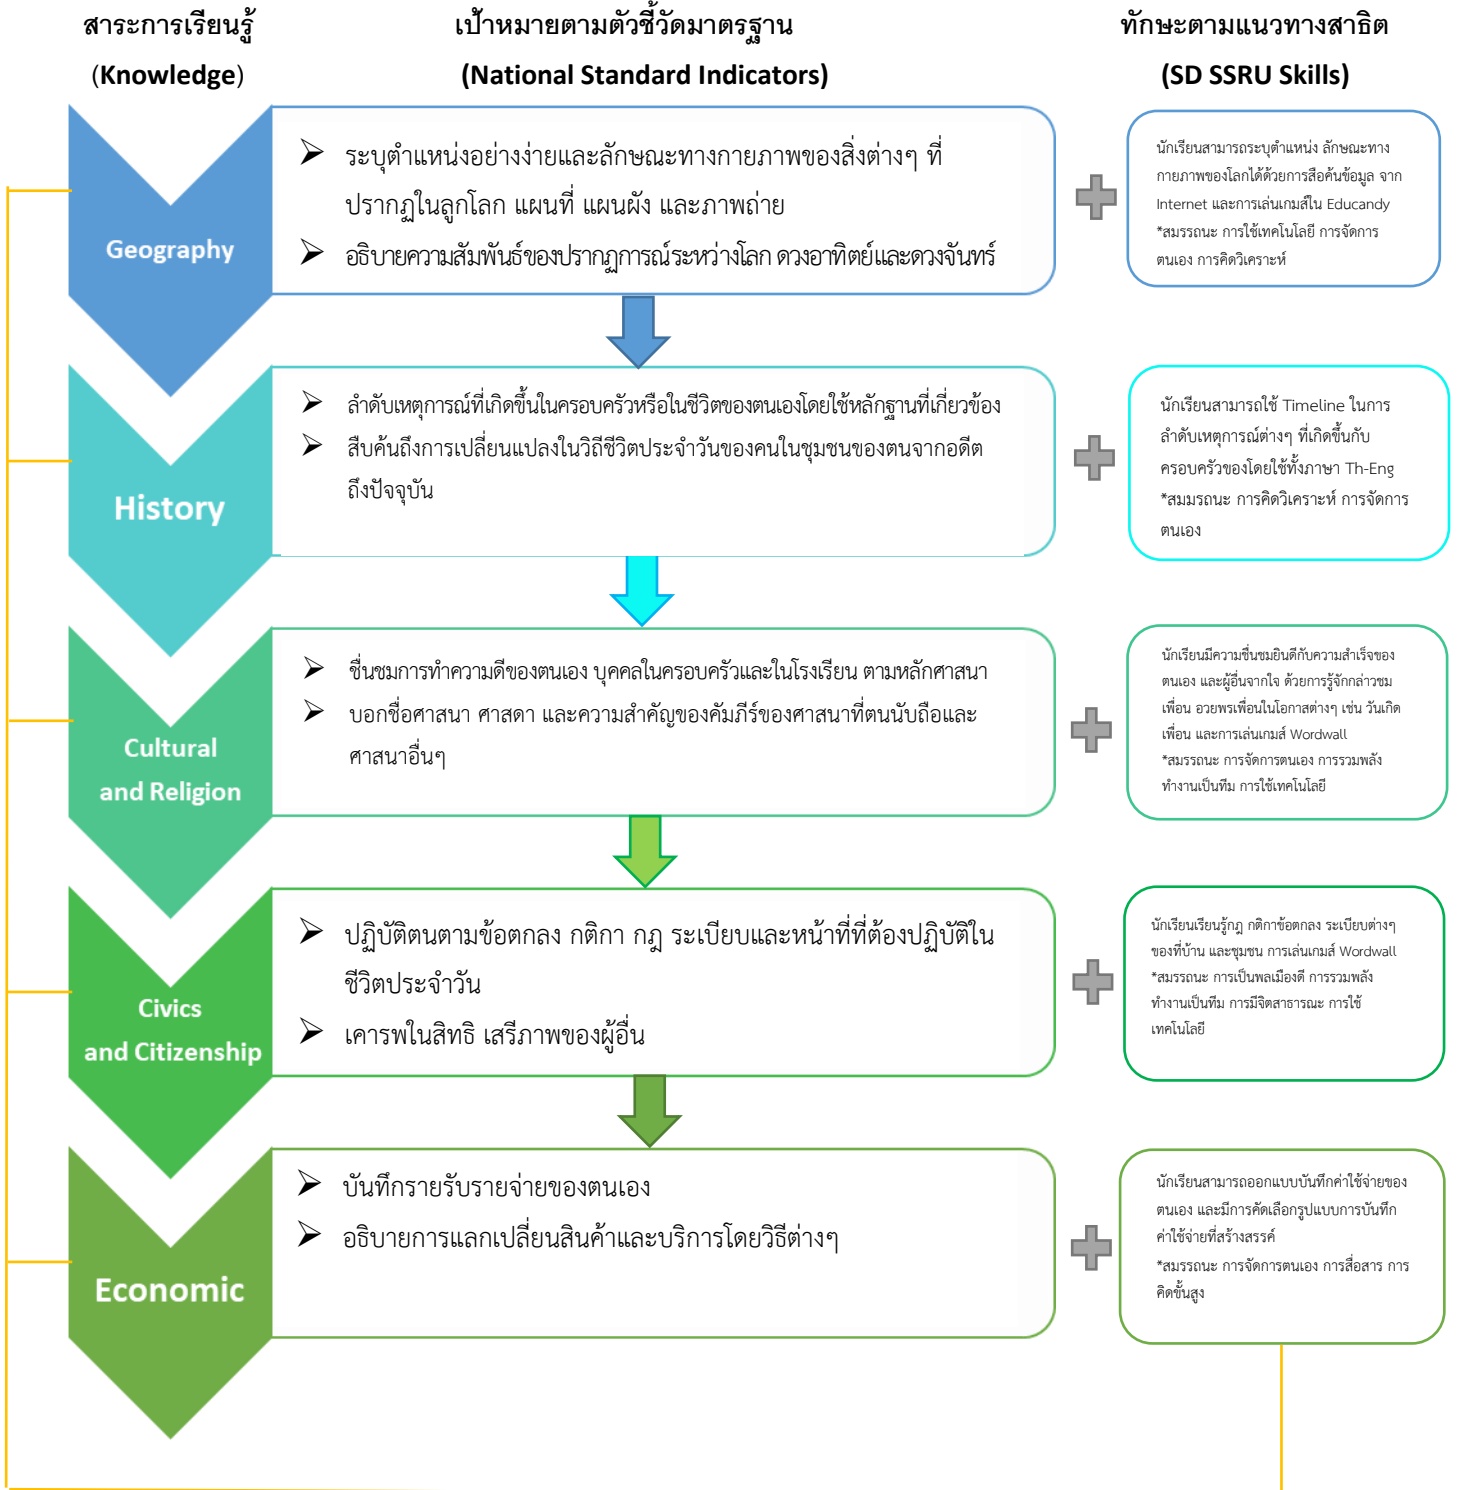 สาระการเรียนรู้
(Knowledge)
เป้าหมายตามตัวชี้วัดมาตรฐาน
(National Standard Indicators)
ทักษะตามแนวทางสาธิต
(SD SSRU Skills)
Geography
➢ ระบุตำแหน่งอย่างง่ายและลักษณะทางกายภาพของสิ่งต่างๆ ที่
ปรากฏในลูกโลก แผนที่ แผนผัง และภาพถ่าย
➢ อธิบายความสัมพันธ์ของปรากฏการณ์ระหว่างโลก ดวงอาทิตย์และดวงจันทร์
นักเรียนสามารถระบุตำแหน่ง ลักษณะทาง
กายภาพของโลกได้ด้วยการสือค้นข้อมูล จาก
Internet และการเล่นเกมส์ใน Educandy
*สมรรถนะ การใช้เทคโนโลยี การจัดการ
ตนเอง การคิดวิเคราะห์
History
➢ ลำดับเหตุการณ์ที่เกิดขึ้นในครอบครัวหรือในชีวิตของตนเองโดยใช้หลักฐานที่เกี่ยวข้อง
➢ สืบค้นถึงการเปลี่ยนแปลงในวิถีชีวิตประจำวันของคนในชุมชนของตนจากอดีต
ถึงปัจจุบัน
นักเรียนสามารถใช้ Timeline ในการ
ลำดับเหตุการณ์ต่างๆ ที่เกิดขึ้นกับ
ครอบครัวของโดยใช้ทั้งภาษา Th-Eng
*สมมรถนะ การคิดวิเคราะห์ การจัดการ
ตนเอง
Cultural
and Religion
➢ ชื่นชมการทำความดีของตนเอง บุคคลในครอบครัวและในโรงเรียน ตามหลักศาสนา
➢ บอกชื่อศาสนา ศาสดา และความสำคัญของคัมภีร์ของศาสนาที่ตนนับถือและ
ศาสนาอื่นๆ
นักเรียนมีความชื่นชมยินดีกับความสำเร็จของ
ตนเอง และผู้อื่นจากใจ ด้วยการรู้จักกล่าวชม
เพื่อน อวยพรเพื่อนในโอกาสต่างๆ เช่น วันเกิด
เพื่อน และการเล่นเกมส์ Wordwall
*สมรรถนะ การจัดการตนเอง การรวมพลัง
ทำงานเป็นทีม การใช้เทคโนโลยี
Civics
and Citizenship
➢ ปฏิบัติตนตามข้อตกลง กติกา กฎ ระเบียบและหน้าที่ที่ต้องปฏิบัติใน
ชีวิตประจำวัน
➢ เคารพในสิทธิ เสรีภาพของผู้อื่น
นักเรียนเรียนรู้กฎ กติกาข้อตกลง ระเบียบต่างๆ
ของที่บ้าน และชุมชน การเล่นเกมส์ Wordwall
*สมรรถนะ การเป็นพลเมืองดี การรวมพลัง
ทำงานเป็นทีม การมีจิตสาธารณะ การใช้
เทคโนโลยี
Economic
➢ บันทึกรายรับรายจ่ายของตนเอง
➢ อธิบายการแลกเปลี่ยนสินค้าและบริการโดยวิธีต่างๆ
นักเรียนสามารถออกแบบบันทึกค่าใช้จ่ายของ
ตนเอง และมีการคัดเลือกรูปแบบการบันทึก
ค่าใช้จ่ายที่สร้างสรรค์
*สมรรถนะ การจัดการตนเอง การสื่อสาร การ
คิดขั้นสูง